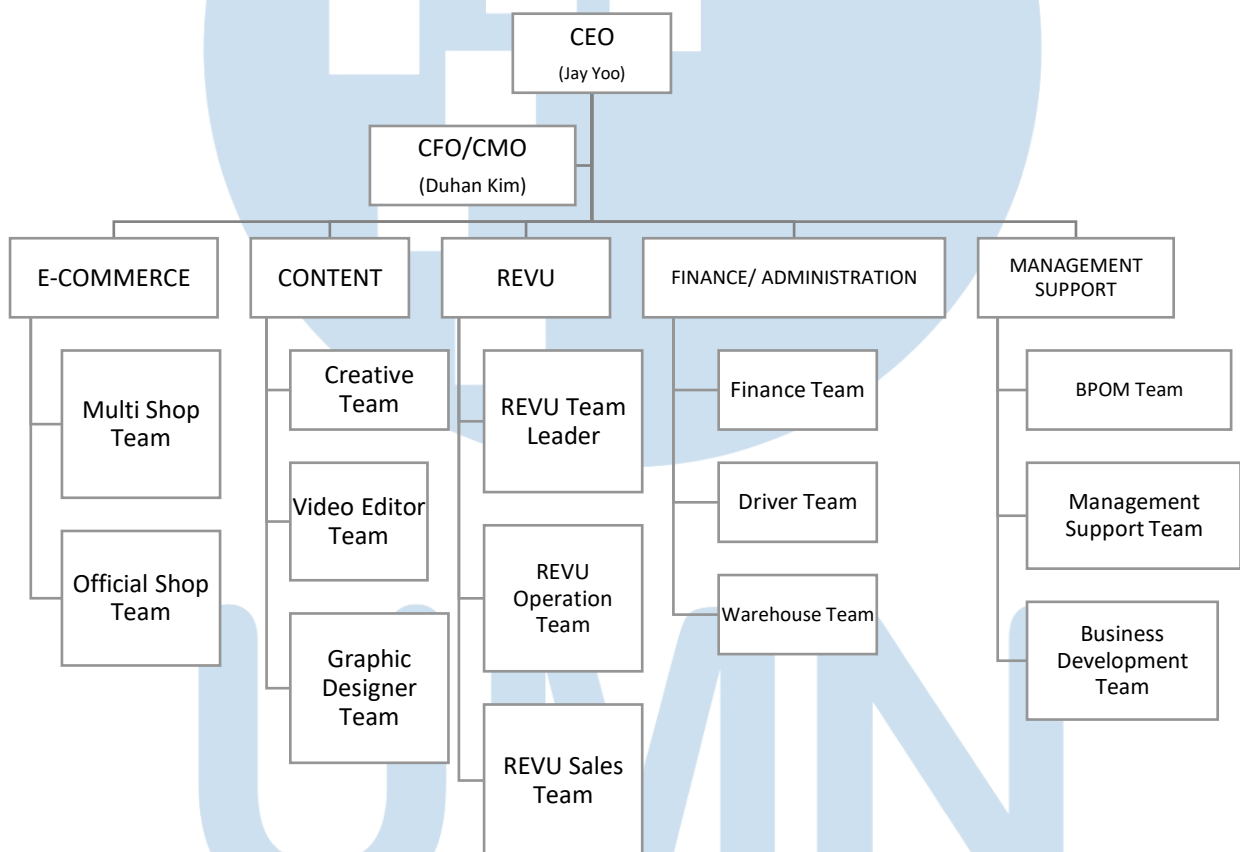 CEO
(Jay Yoo)
CFO/CMO
(Duhan Kim)
E-COMMERCE
CONTENT
REVU
FINANCE/ ADMINISTRATION
MANAGEMENT
SUPPORT
Multi Shop
Team
Official Shop
Team
Creative
Team
Video Editor
Team
Graphic
Designer
Team
REVU Team
Leader
REVU
Operation
Team
REVU Sales
Team
Finance Team
Driver Team
Warehouse Team
BPOM Team
Management
Support Team
Business
Development
Team
UMN